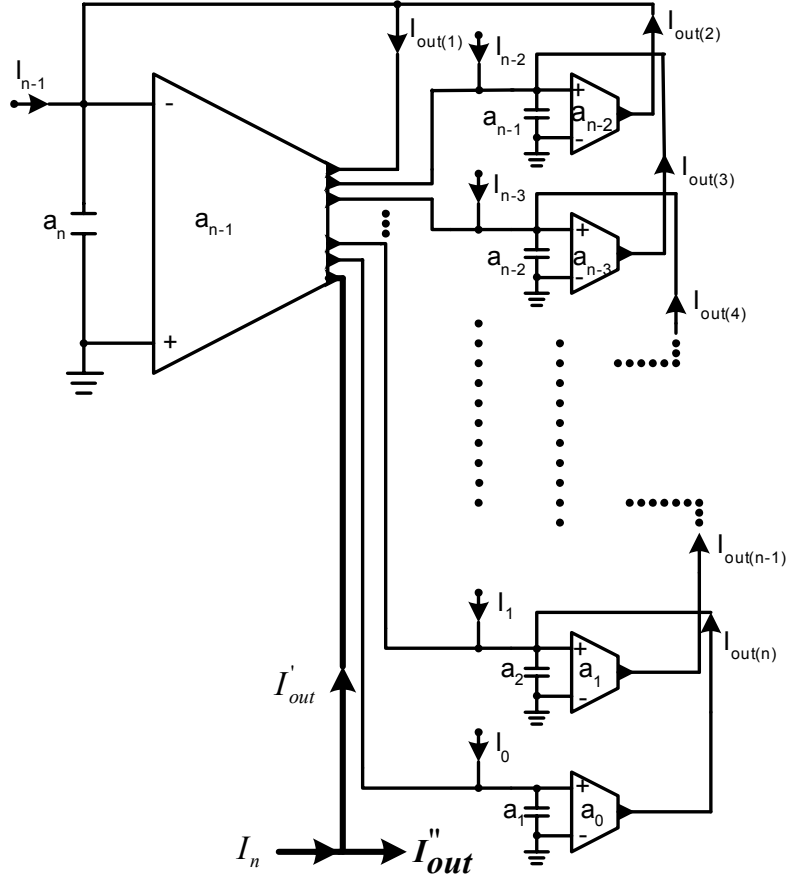 I_out(1)
I_out(2)
I_n-2
I_n-1
-
+
a_n-2
-
a_n-1
I_n-3
I_out(3)
a_n
a_n-1
+
a_n-3
-
a_n-2
I_out(4)
+
I_out(n-1)
I_1
+
a_1
-
a_2
I_out(n)
I'_out
I_0
+
a_0
-
a_1
I_n
I"_out